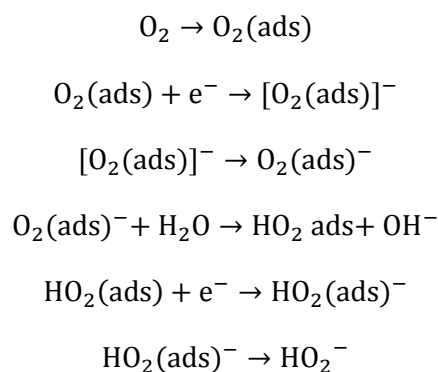 O₂ → O₂(ads)
O₂(ads) + e⁻ → [O₂(ads)]⁻
[O₂(ads)]⁻ → O₂(ads)⁻
O₂(ads)⁻+ H₂O → HO₂ ads+ OH⁻
HO₂(ads) + e⁻ → HO₂(ads)⁻
HO₂(ads)⁻ → HO₂⁻